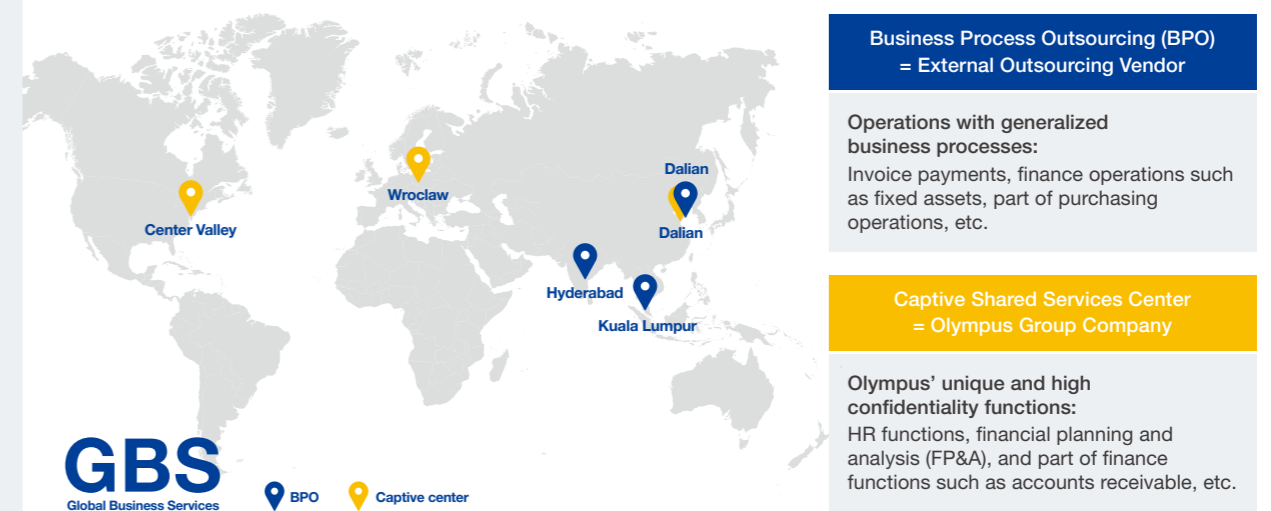 Dalian
Wroclaw
Center Valley
Dalian
Hyderabad
Kuala Lumpur
GBS
Global Business Services
BPO
Captive center
Business Process Outsourcing (BPO)
= External Outsourcing Vendor
Operations with generalized
business processes:
Invoice payments, finance operations such
as fixed assets, part of purchasing
operations, etc.
Captive Shared Services Center
= Olympus Group Company
Olympus’ unique and high
confidentiality functions:
HR functions, financial planning and
analysis (FP&A), and part of finance
functions such as accounts receivable, etc.